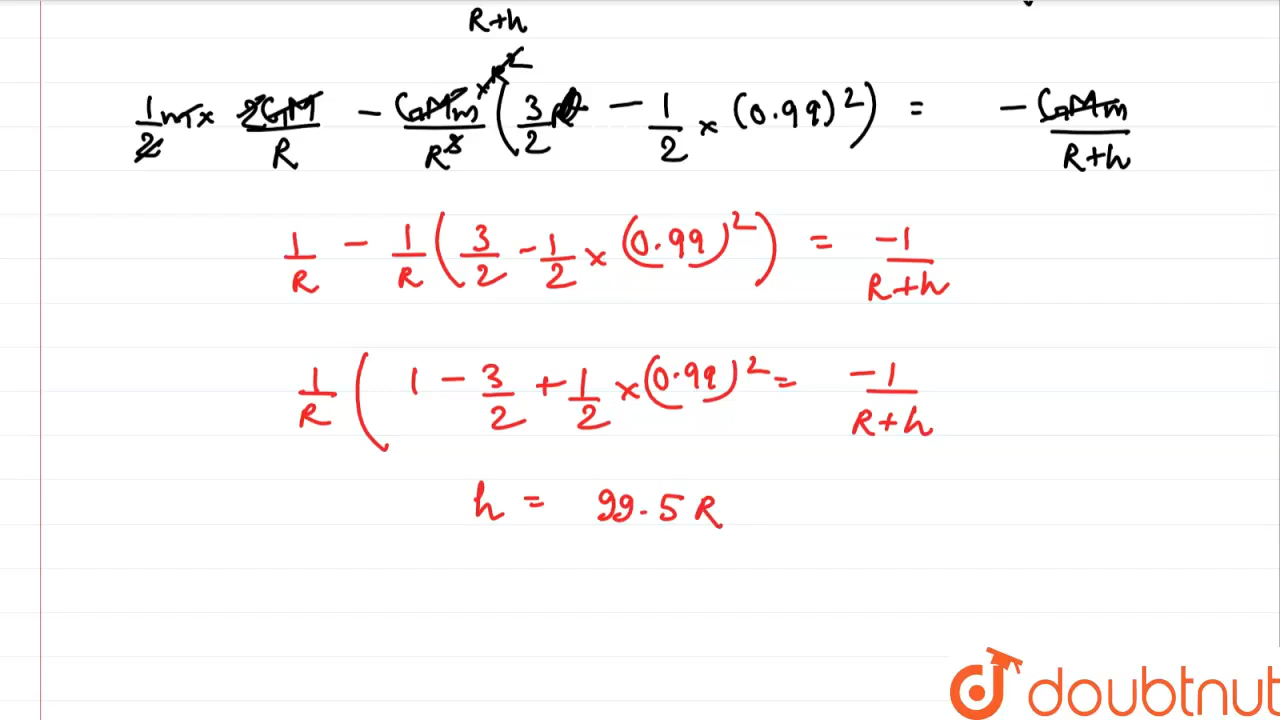 R+h
1/2 m × 2GM/R − GMm/R³ × R² (3/2 R − 1/2 × (0.99)²) = −GMm/R+h
1/R − 1/R (3/2 − 1/2 × (0.99)²) = −1/R+h
1/R ( 1 − 3/2 + 1/2 × (0.99)² = −1/R+h
h = 99.5 R
doubtnut